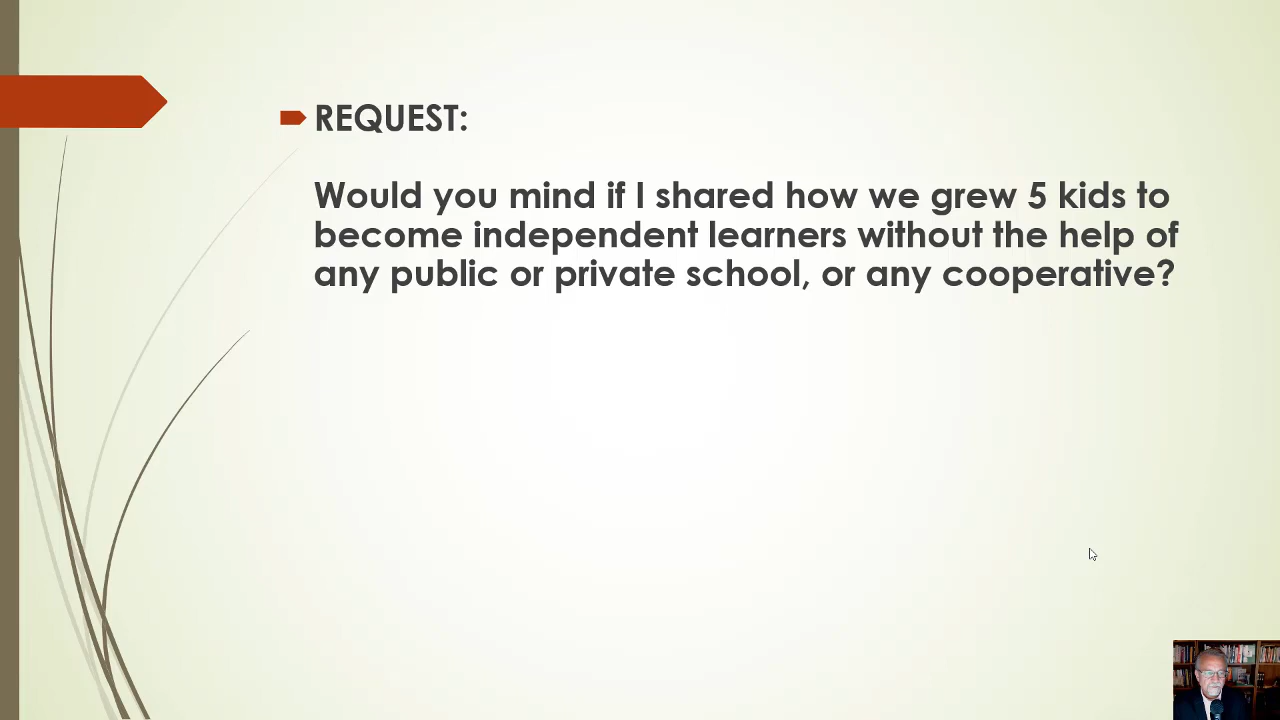 REQUEST:
Would you mind if I shared how we grew 5 kids to
become independent learners without the help of
any public or private school, or any cooperative?